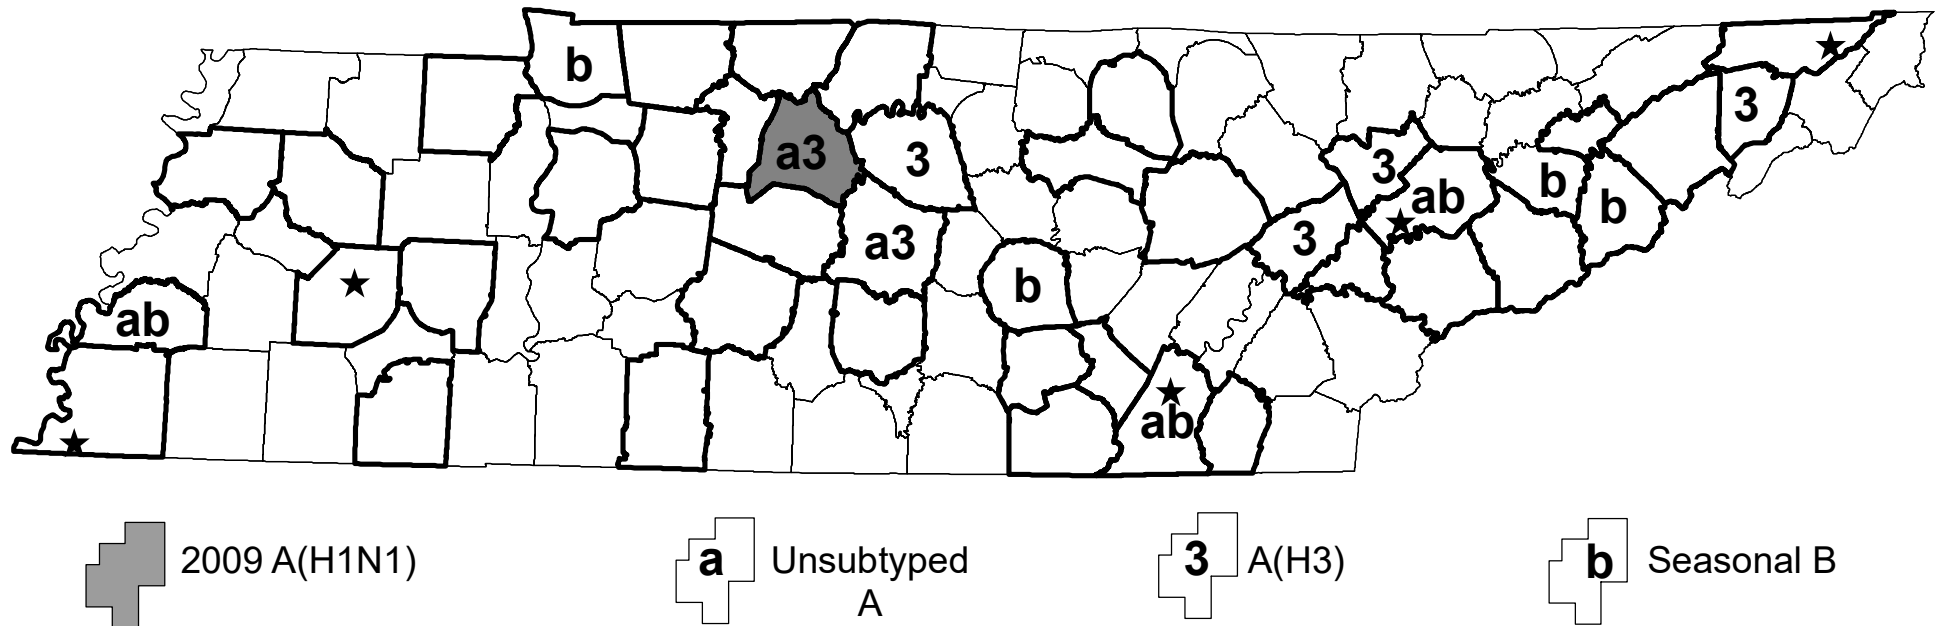 b
3
a3
3
3
b
ab
b
a3
3
b
ab
ab
2009 A(H1N1)
a Unsubtyped
A
3 A(H3)
b Seasonal B